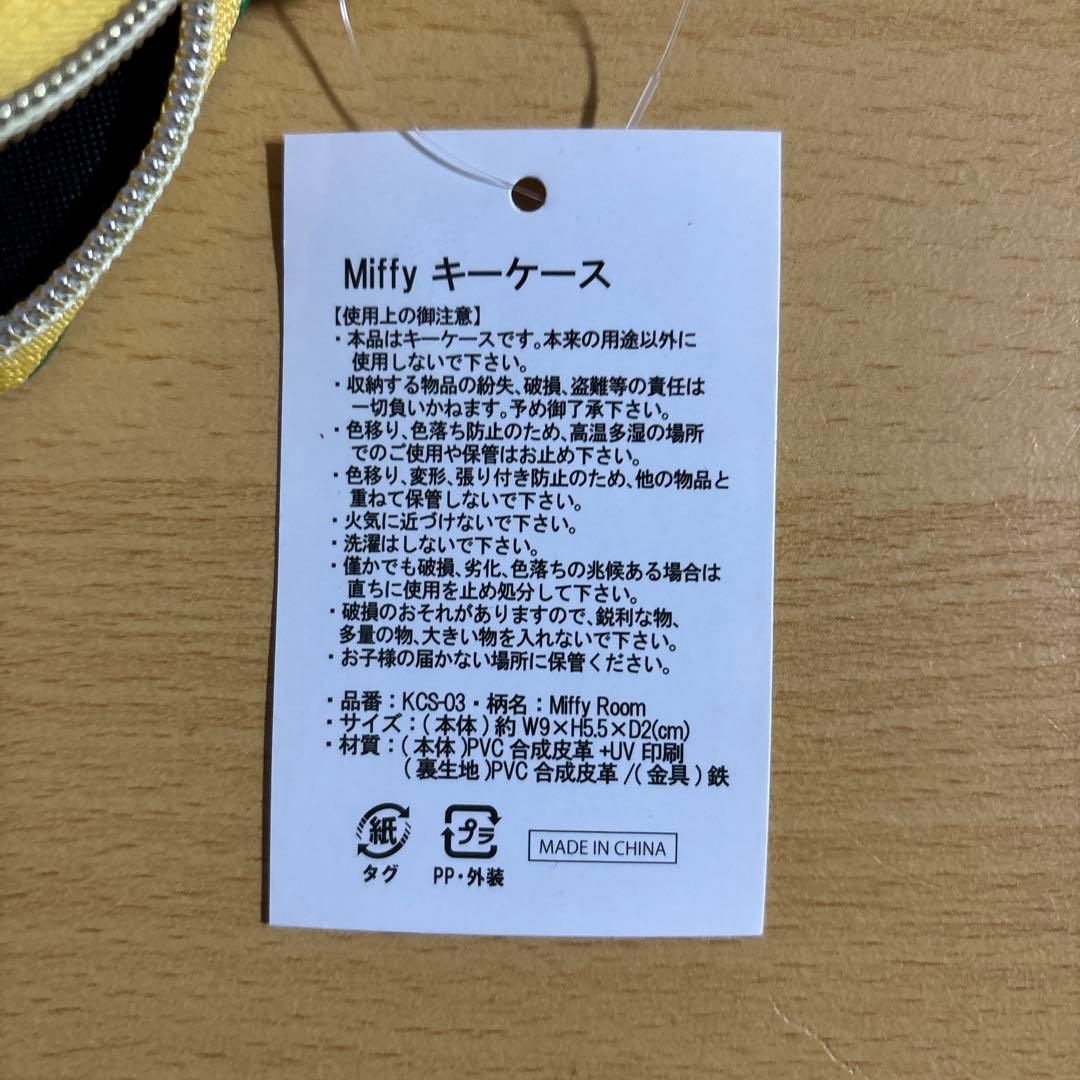 Miffy キーケース
【使用上の御注意】
・本品はキーケースです。本来の用途以外に
使用しないで下さい。
・収納する物品の紛失、破損、盗難等の責任は
一切負いかねます。予め御了承下さい。
・色移り、色落ち防止のため、高温多湿の場所
でのご使用や保管はお止め下さい。
・色移り、変形、張り付き防止のため、他の物品と
重ねて保管しないで下さい。
・火気に近づけないで下さい。
・洗濯はしないで下さい。
・僅かでも破損、劣化、色落ちの兆候ある場合は
直ちに使用を止め処分して下さい。
・破損のおそれがありますので、鋭利な物、
多量の物、大きい物を入れないで下さい。
・お子様の届かない場所に保管ください。
・品番：KCS-03・柄名：Miffy Room
・サイズ：(本体)約 W9×H5.5×D2(cm)
・材質：(本体)PVC 合成皮革+UV 印刷
(裏生地)PVC 合成皮革/(金具)鉄
紙
タグ
プラ
PP・外装
MADE IN CHINA